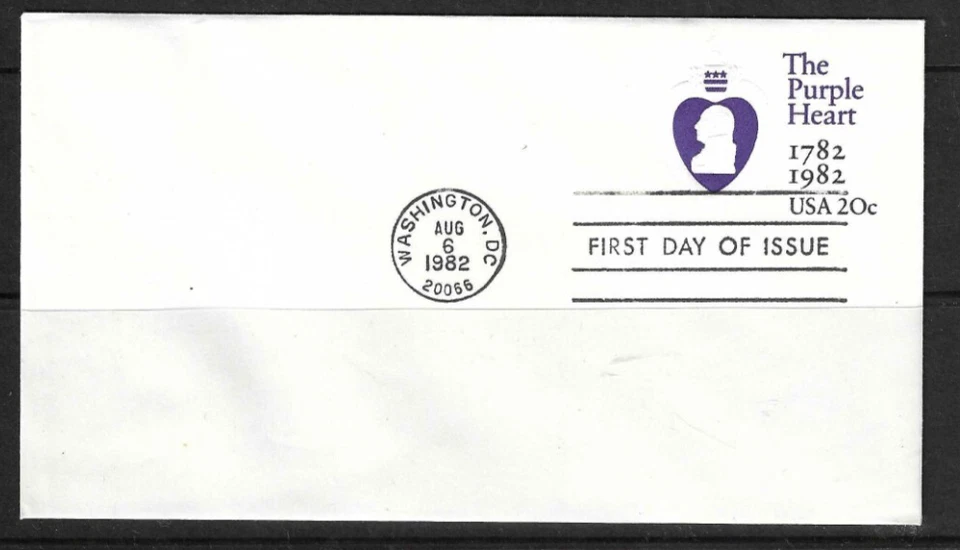 The
Purple
Heart
1782
1982
USA 20c
WASHINGTON, DC
AUG
6
1982
20066
FIRST DAY OF ISSUE